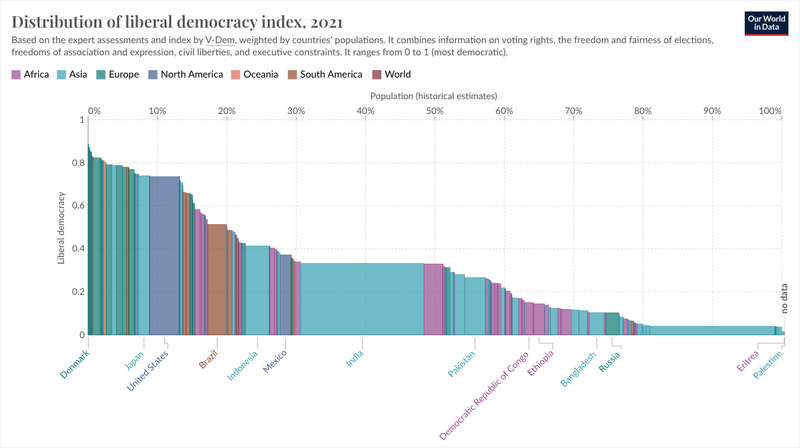 Distribution of liberal democracy index, 2021
Our World
in Data
Based on the expert assessments and index by V-Dem, weighted by countries' populations. It combines information on voting rights, the freedom and fairness of elections,
freedoms of association and expression, civil liberties, and executive constraints. It ranges from 0 to 1 (most democratic).
Africa Asia Europe North America Oceania South America World
Population (historical estimates)
0% 10% 20% 30% 40% 50% 60% 70% 80% 90% 100%
1
0.8
0.6
0.4
0.2
0
Liberal democracy
no data
Denmark
Japan
United States
Brazil
Indonesia
Mexico
India
Pakistan
Democratic Republic of Congo
Ethiopia
Bangladesh
Russia
Eritrea
Palestine